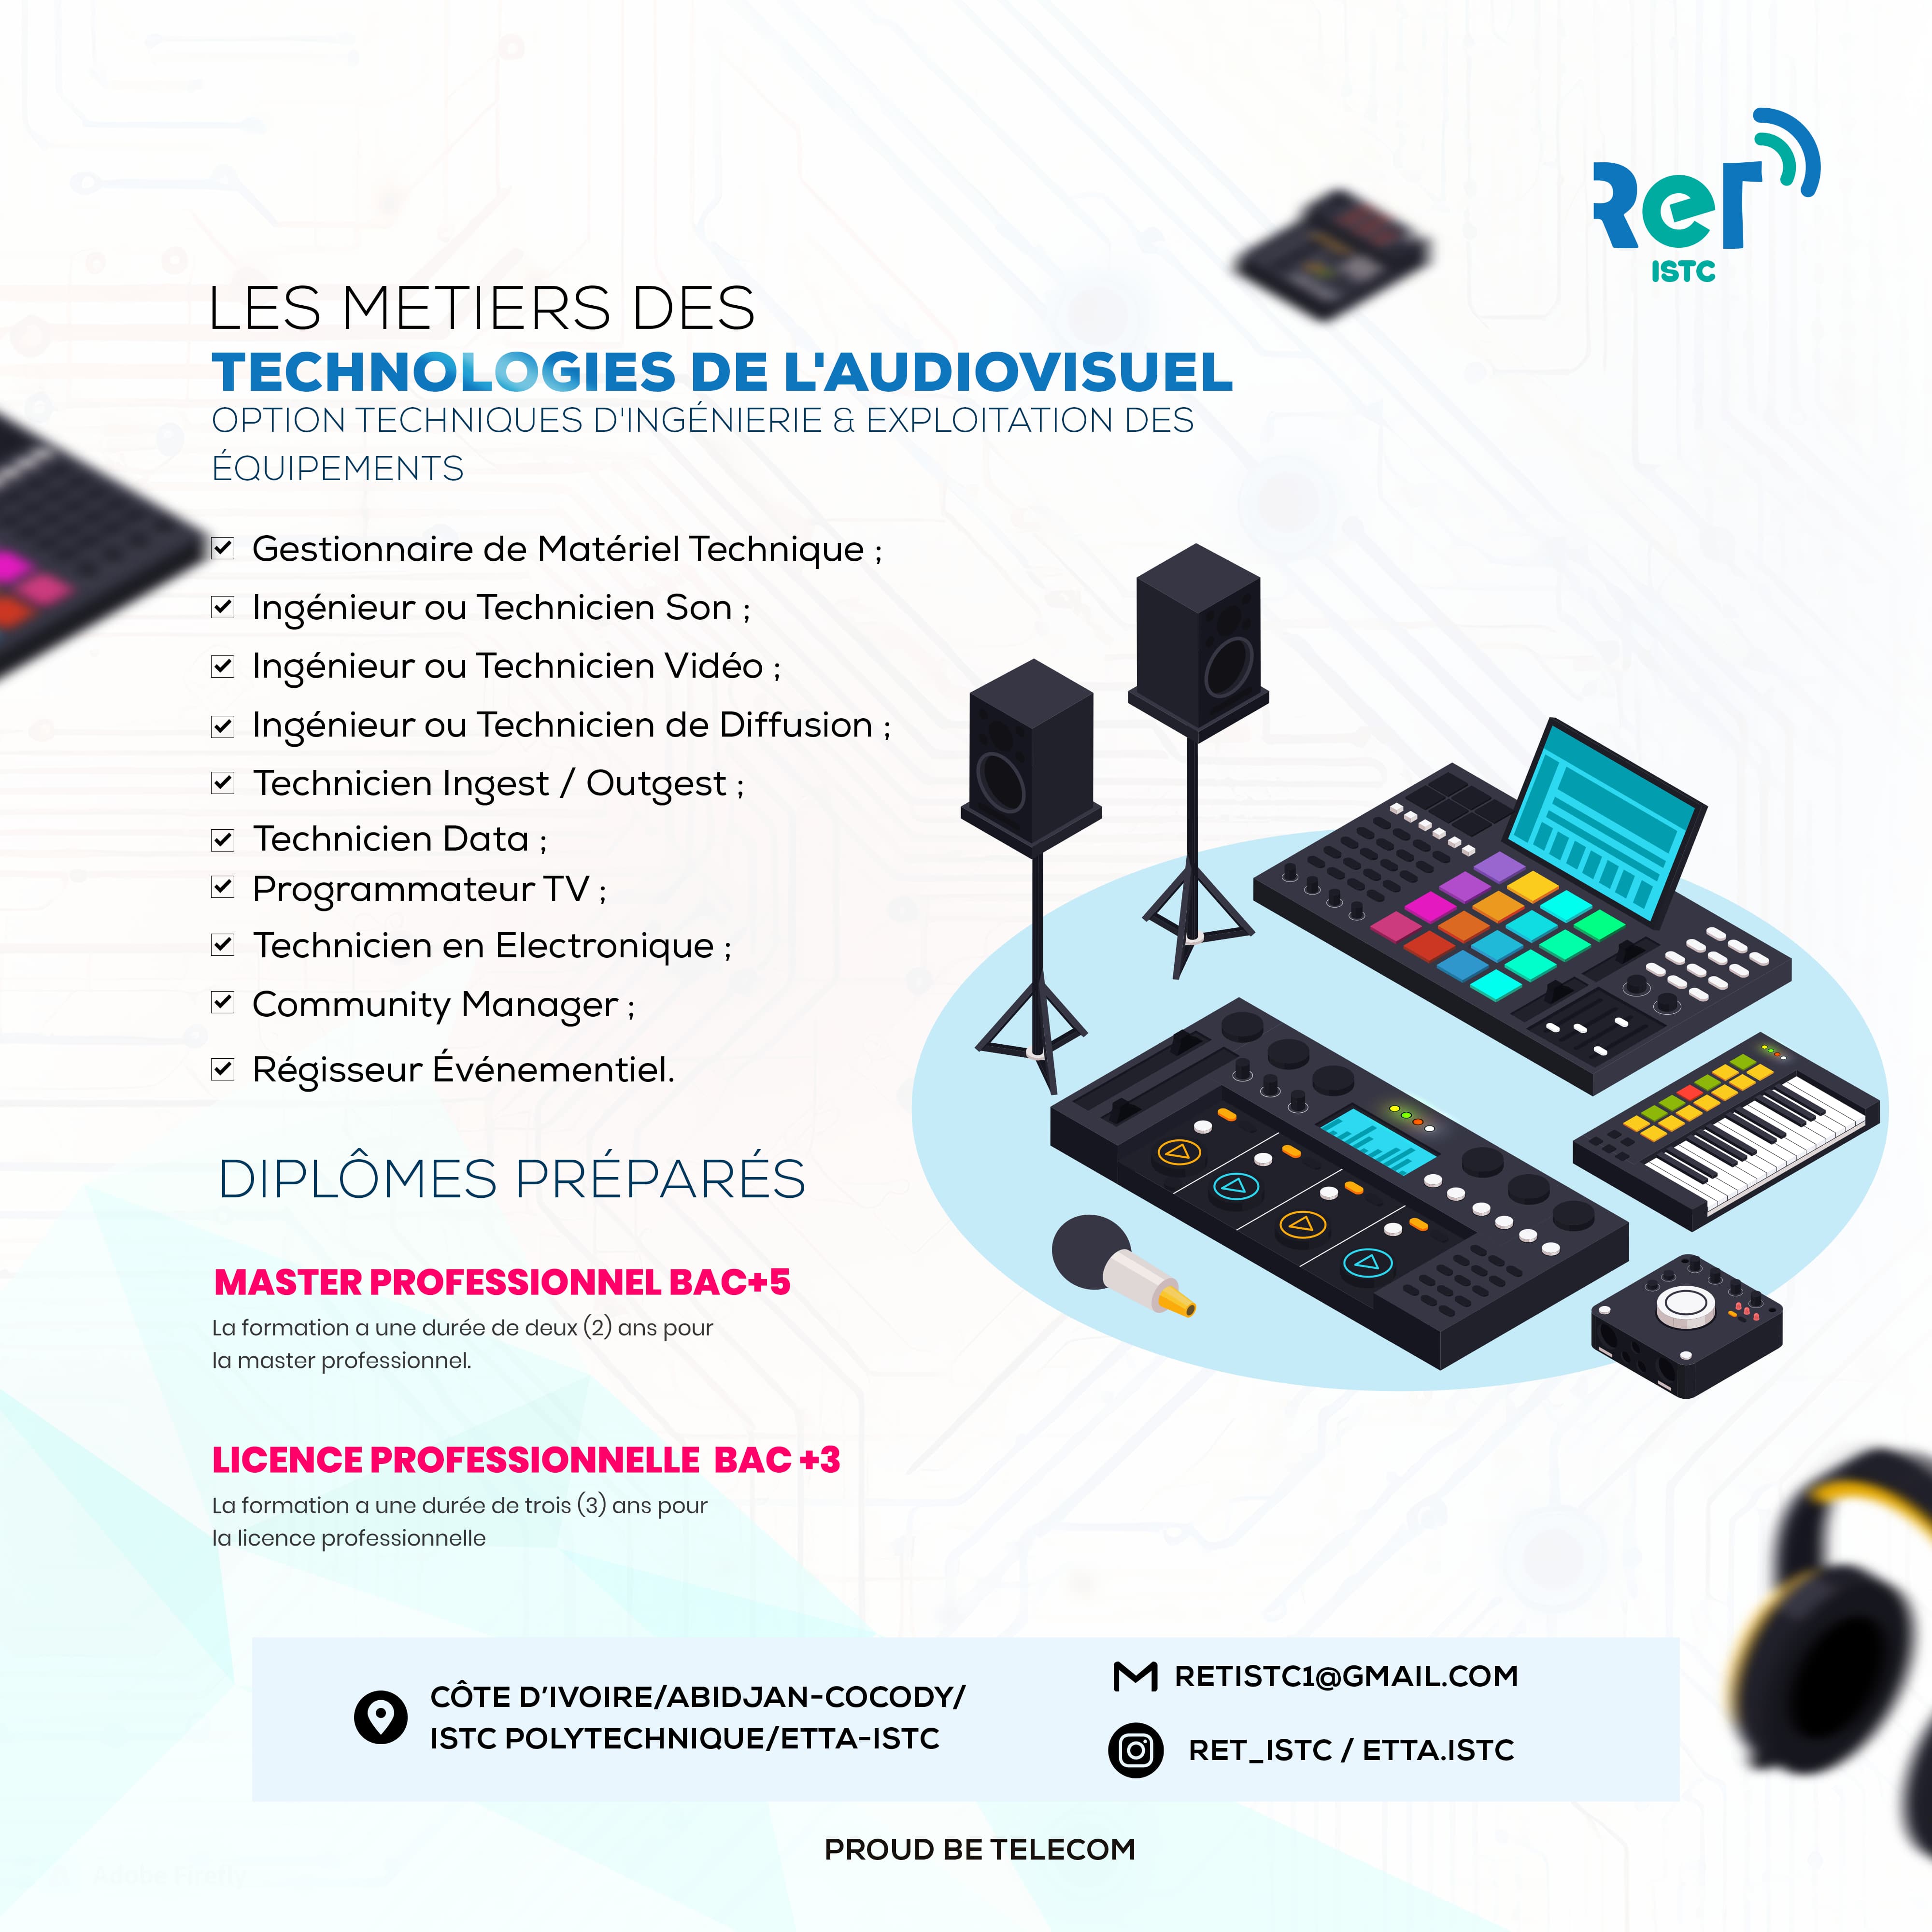 ReT
ISTC
LES METIERS DES
TECHNOLOGIES DE L'AUDIOVISUEL
OPTION TECHNIQUES D'INGÉNIERIE & EXPLOITATION DES
ÉQUIPEMENTS
Gestionnaire de Matériel Technique ;
Ingénieur ou Technicien Son ;
Ingénieur ou Technicien Vidéo ;
Ingénieur ou Technicien de Diffusion ;
Technicien Ingest / Outgest ;
Technicien Data ;
Programmateur TV ;
Technicien en Electronique ;
Community Manager ;
Régisseur Événementiel.
DIPLÔMES PRÉPARÉS
MASTER PROFESSIONNEL BAC+5
La formation a une durée de deux (2) ans pour
la master professionnel.
LICENCE PROFESSIONNELLE BAC +3
La formation a une durée de trois (3) ans pour
la licence professionnelle
CÔTE D'IVOIRE/ABIDJAN-COCODY/
ISTC POLYTECHNIQUE/ETTA-ISTC
RETISTC1@GMAIL.COM
RET_ISTC / ETTA.ISTC
PROUD BE TELECOM
Adobe Firefly